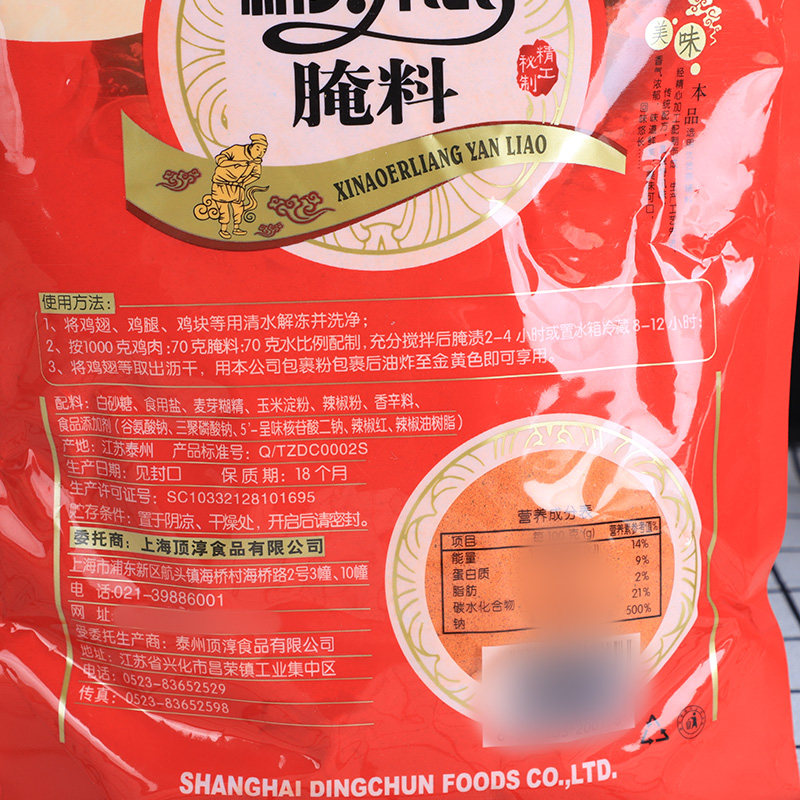 腌料
精工
秘制
XINAOERLIANG YAN LIAO
美味
本品
使用方法:
1、将鸡翅、鸡腿、鸡块等用清水解冻并洗净;
2、按1000克鸡肉:70克腌料:70克水比例配制,充分搅拌后腌渍2-4小时或置冰箱冷藏8-12小时;
3、将鸡翅等取出沥干,用本公司包裹粉包裹后油炸至金黄色即可享用。
配料:白砂糖、食用盐、麦芽糊精、玉米淀粉、辣椒粉、香辛料、
食品添加剂(谷氨酸钠、三聚磷酸钠、5'-呈味核苷酸二钠、辣椒红、辣椒油树脂)
产地:江苏泰州 产品标准号:Q/TZDC0002S
生产日期:见封口 保质期:18个月
生产许可证号:SC10332128101695
贮存条件:置于阴凉、干燥处,开启后请密封。
委托商:上海顶淳食品有限公司
上海市浦东新区航头镇海桥村海桥路2号3幢、10幢
电 话:021-39886001
网 址:
受委托生产商:泰州顶淳食品有限公司
地址:江苏省兴化市昌荣镇工业集中区
电话:0523-83652529
传真:0523-83652598
营养成分表
项目 每100克(g) 营养素参考值%
能量 14%
蛋白质 9%
脂肪 2%
碳水化合物 21%
钠 500%
SHANGHAI DINGCHUN FOODS CO.,LTD.